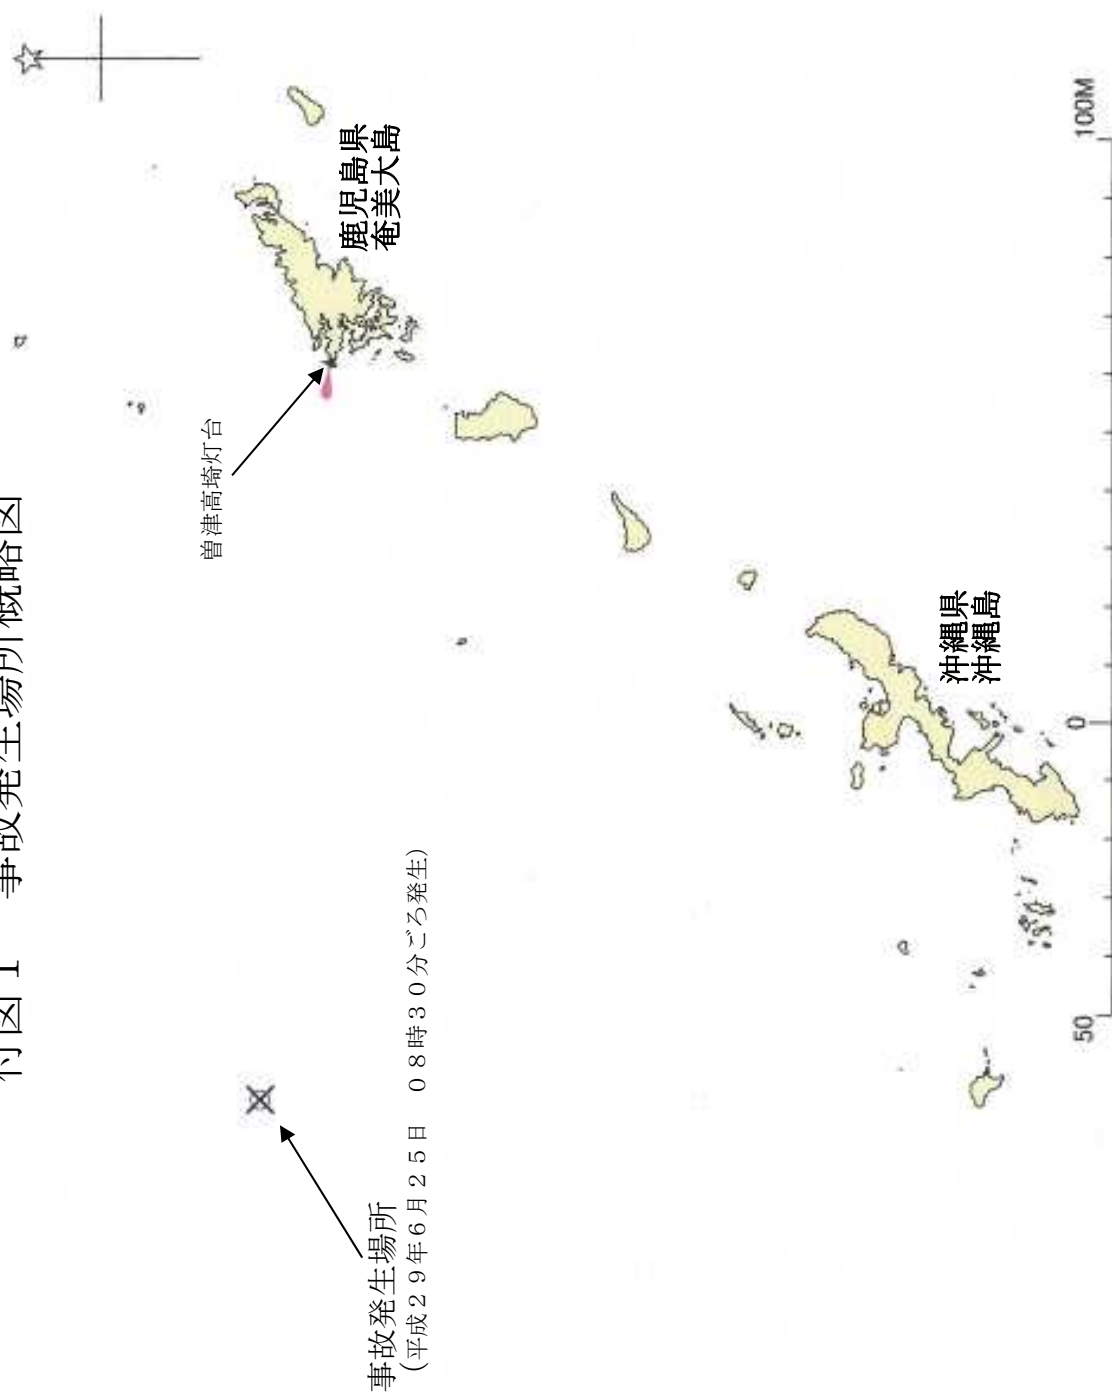 付図1 事故発生場所概略図
曽津高埼灯台
鹿児島県
奄美大島
事故発生場所
(平成29年6月25日 08時30分ごろ発生)
沖縄県
沖縄島
50 0 100M